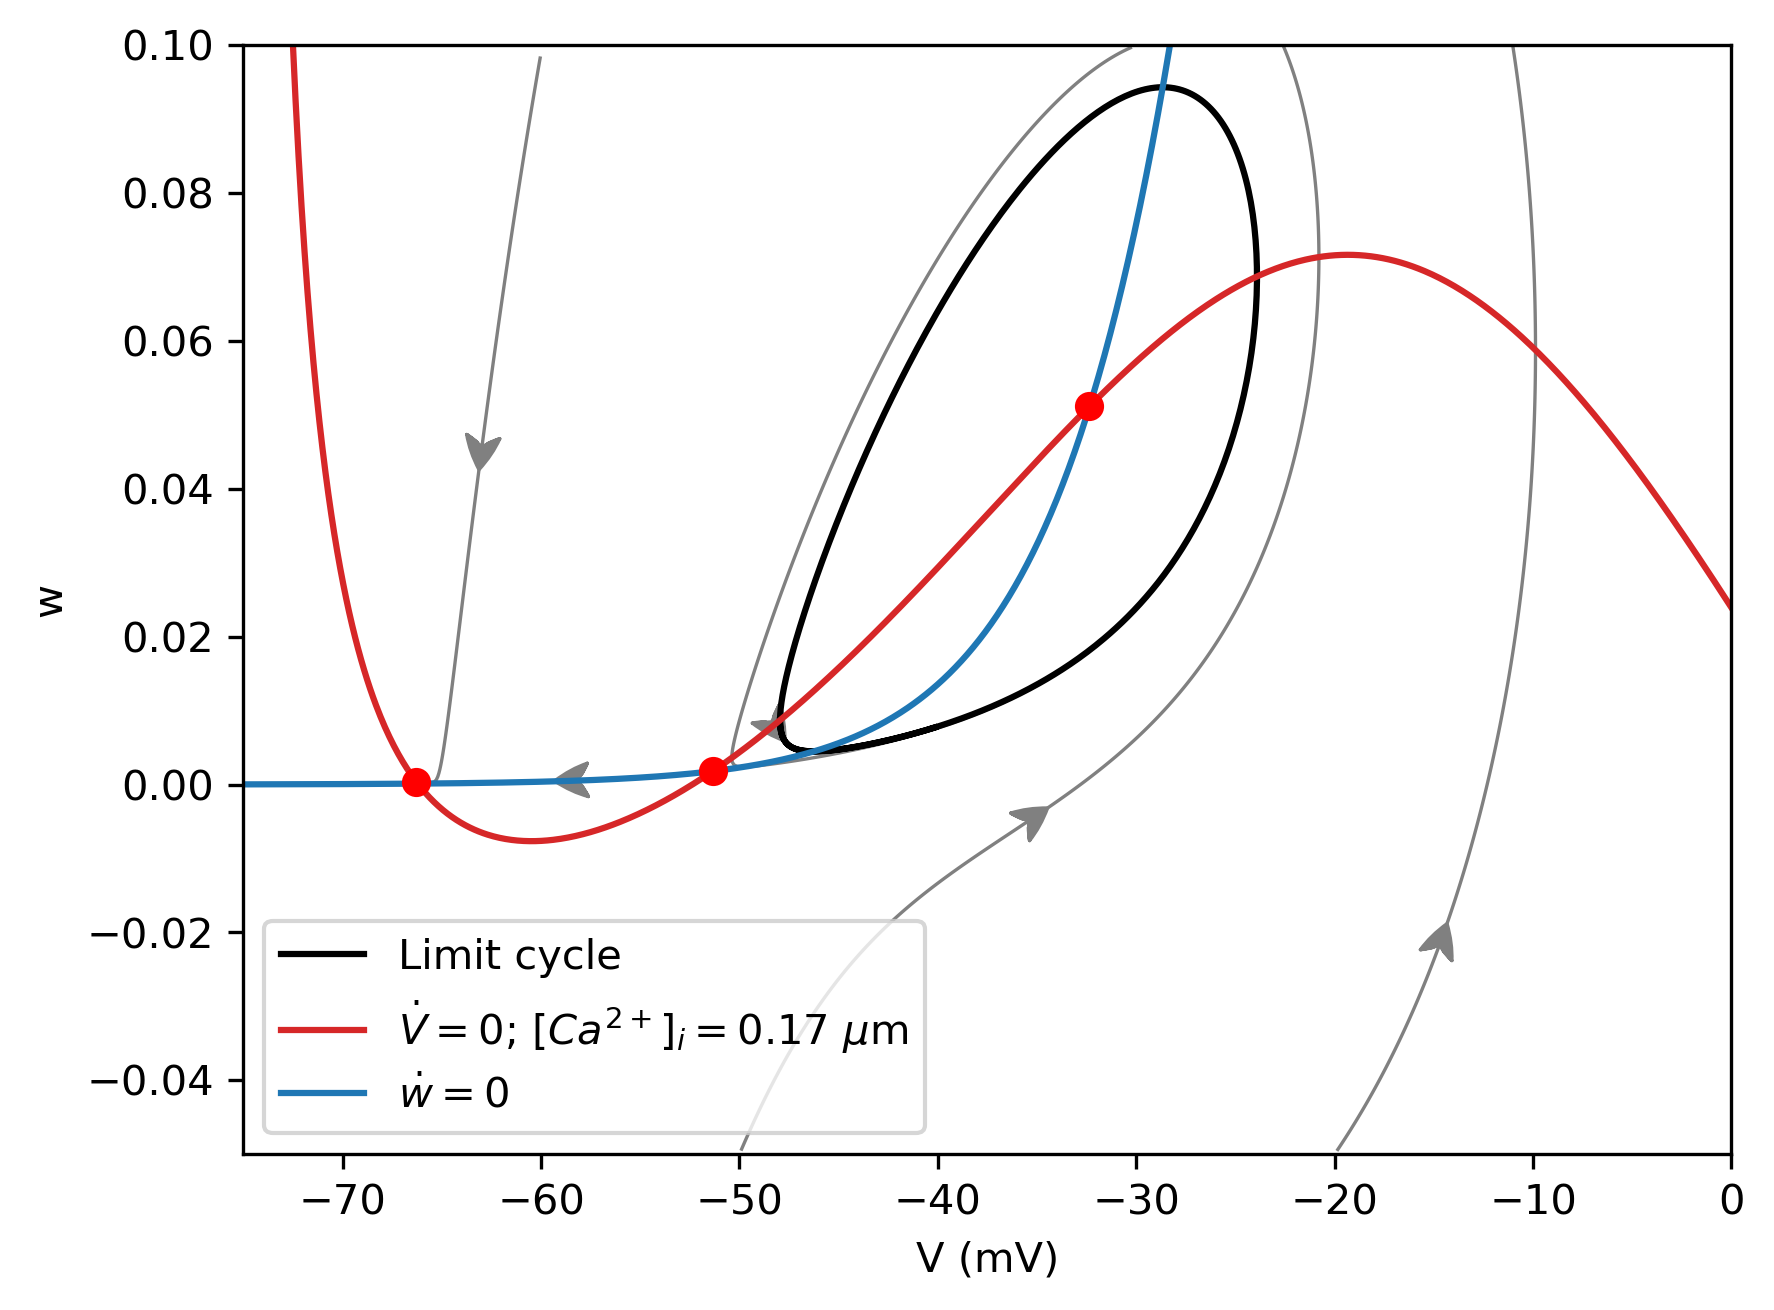 0.10
0.08
0.06
0.04
0.02
0.00
−0.02
−0.04
w
Limit cycle
V̇ = 0; [Ca²⁺]ᵢ = 0.17 μm
ẇ = 0
−70 −60 −50 −40 −30 −20 −10 0
V (mV)